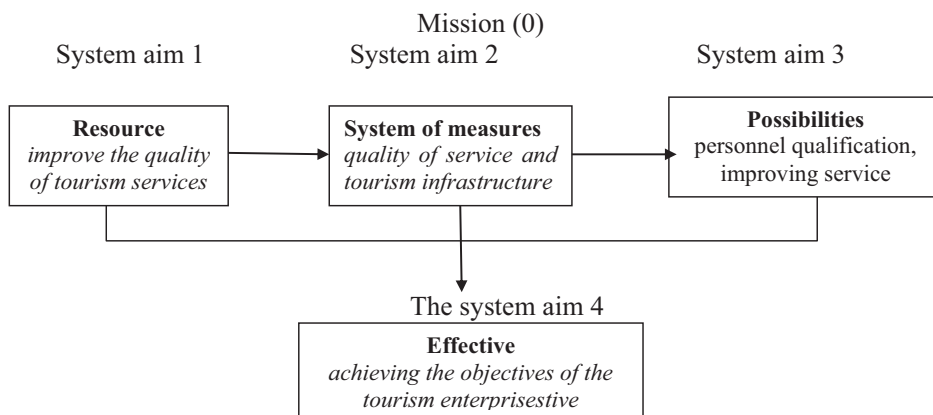 Mission (0)
System aim 1
System aim 2
System aim 3
Resource
improve the quality
of tourism services
System of measures
quality of service and
tourism infrastructure
Possibilities
personnel qualification,
improving service
The system aim 4
Effective
achieving the objectives of the
tourism enterprisestive